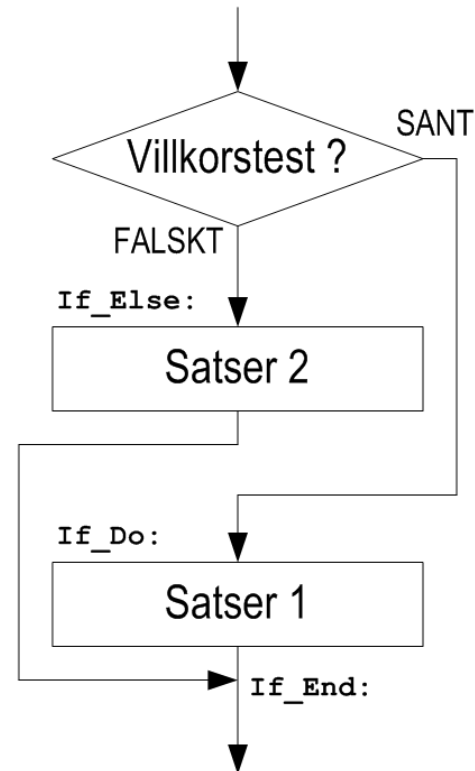 SANT
Villkorstest ?
FALSKT
If_Else:
Satser 2
If_Do:
Satser 1
If_End: